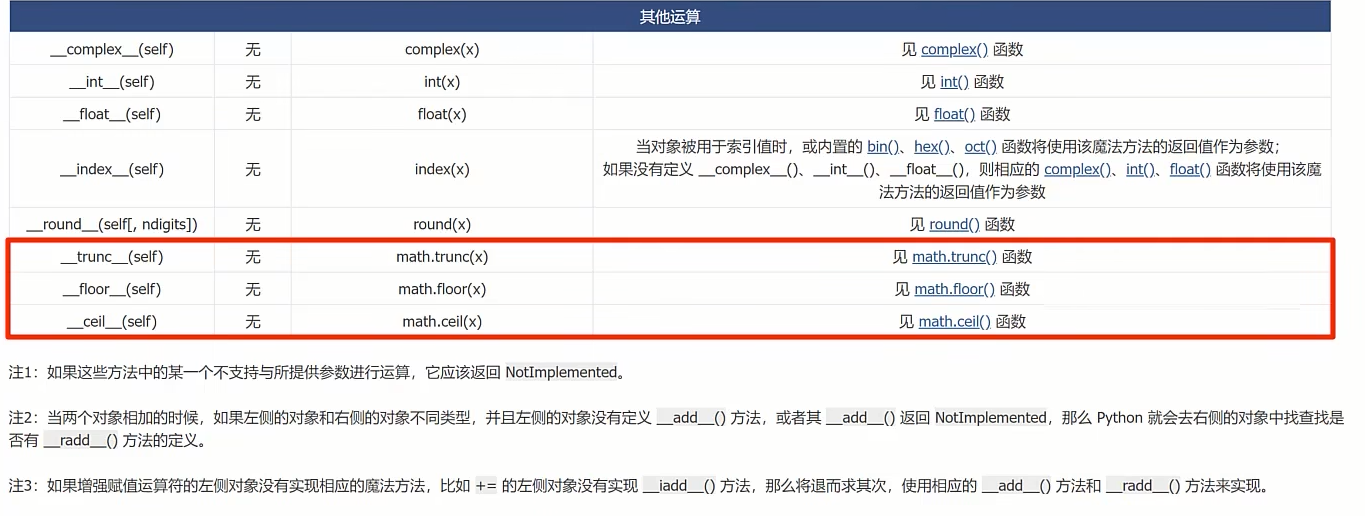 其他运算
__complex__(self) 无 complex(x) 见 complex() 函数
__int__(self) 无 int(x) 见 int() 函数
__float__(self) 无 float(x) 见 float() 函数
当对象被用于索引值时，或内置的 bin()、hex()、oct() 函数将使用该魔法方法的返回值作为参数；
__index__(self) 无 index(x) 如果没有定义 __complex__()、__int__()、__float__()，则相应的 complex()、int()、float() 函数将使用该魔
法方法的返回值作为参数
__round__(self[, ndigits]) 无 round(x) 见 round() 函数
__trunc__(self) 无 math.trunc(x) 见 math.trunc() 函数
__floor__(self) 无 math.floor(x) 见 math.floor() 函数
__ceil__(self) 无 math.ceil(x) 见 math.ceil() 函数
注1：如果这些方法中的某一个不支持与所提供参数进行运算，它应该返回 NotImplemented。
注2：当两个对象相加的时候，如果左侧的对象和右侧的对象不同类型，并且左侧的对象没有定义 __add__() 方法，或者其 __add__() 返回 NotImplemented，那么 Python 就会去右侧的对象中找查找是
否有 __radd__() 方法的定义。
注3：如果增强赋值运算符的左侧对象没有实现相应的魔法方法，比如 += 的左侧对象没有实现 __iadd__() 方法，那么将退而求其次，使用相应的 __add__() 方法和 __radd__() 方法来实现。